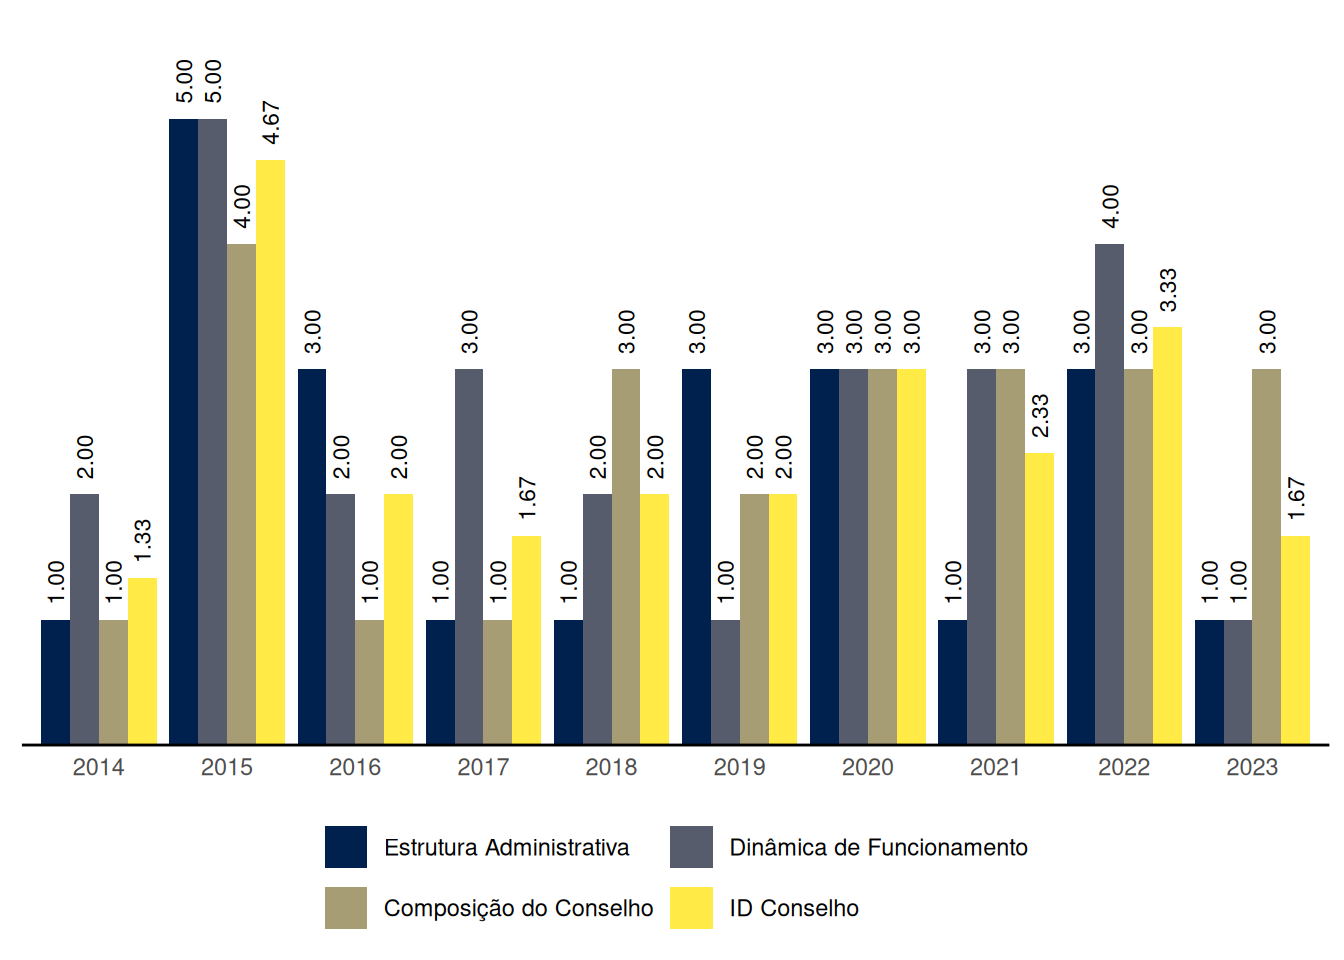 1.00 2.00 1.00 1.33
5.00 5.00 4.00 4.67
3.00 2.00 1.00 2.00
1.00 3.00 1.00 1.67
1.00 2.00 3.00 2.00
3.00 1.00 2.00 2.00
3.00 3.00 3.00 3.00
1.00 3.00 3.00 2.33
3.00 4.00 3.00 3.33
1.00 1.00 3.00 1.67
2014 2015 2016 2017 2018 2019 2020 2021 2022 2023
Estrutura Administrativa Dinâmica de Funcionamento
Composição do Conselho ID Conselho